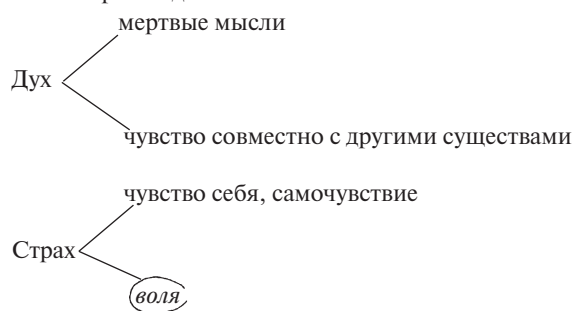 мертвые мысли
Дух
чувство совместно с другими существами
чувство себя, самочувствие
Страх
воля